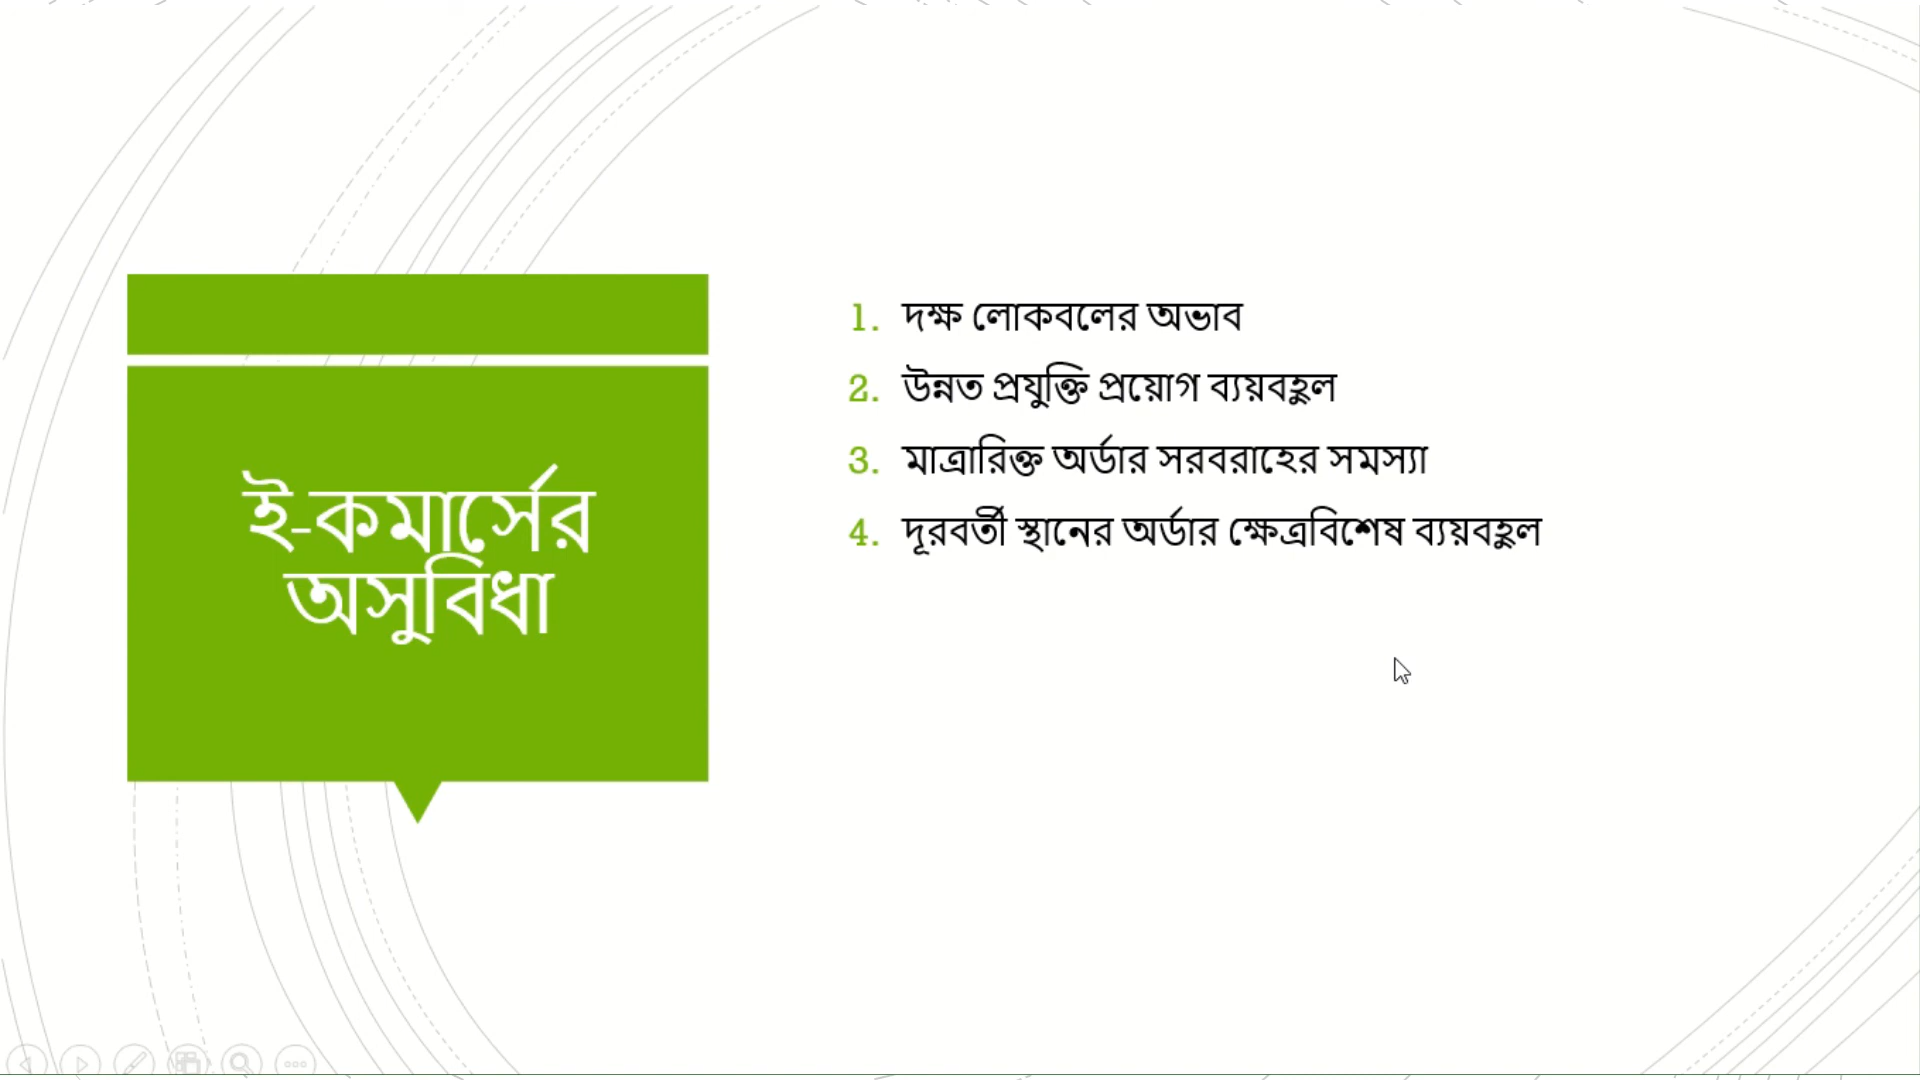 ই-কমার্সের
অসুবিধা
1. দক্ষ লোকবলের অভাব
2. উন্নত প্রযুক্তি প্রয়োগ ব্যয়বহুল
3. মাত্রারিক্ত অর্ডার সরবরাহের সমস্যা
4. দূরবর্তী স্থানের অর্ডার ক্ষেত্রবিশেষ ব্যয়বহুল